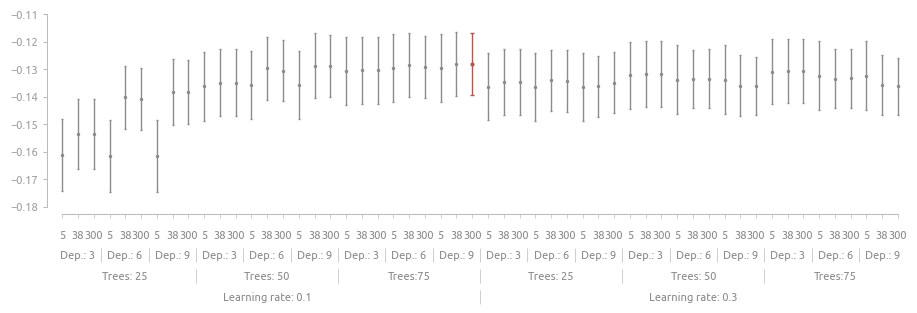 −0.11
−0.12
−0.13
−0.14
−0.15
−0.16
−0.17
−0.18
5 38 300 5 38 300 5 38 300 5 38 300 5 38 300 5 38 300 5 38 300 5 38 300 5 38 300 5 38 300 5 38 300 5 38 300 5 38 300 5 38 300 5 38 300 5 38 300 5 38 300 5 38 300
Dep.: 3 Dep.: 6 Dep.: 9 Dep.: 3 Dep.: 6 Dep.: 9 Dep.: 3 Dep.: 6 Dep.: 9 Dep.: 3 Dep.: 6 Dep.: 9 Dep.: 3 Dep.: 6 Dep.: 9 Dep.: 3 Dep.: 6 Dep.: 9
Trees: 25 Trees: 50 Trees:75 Trees: 25 Trees: 50 Trees:75
Learning rate: 0.1 Learning rate: 0.3